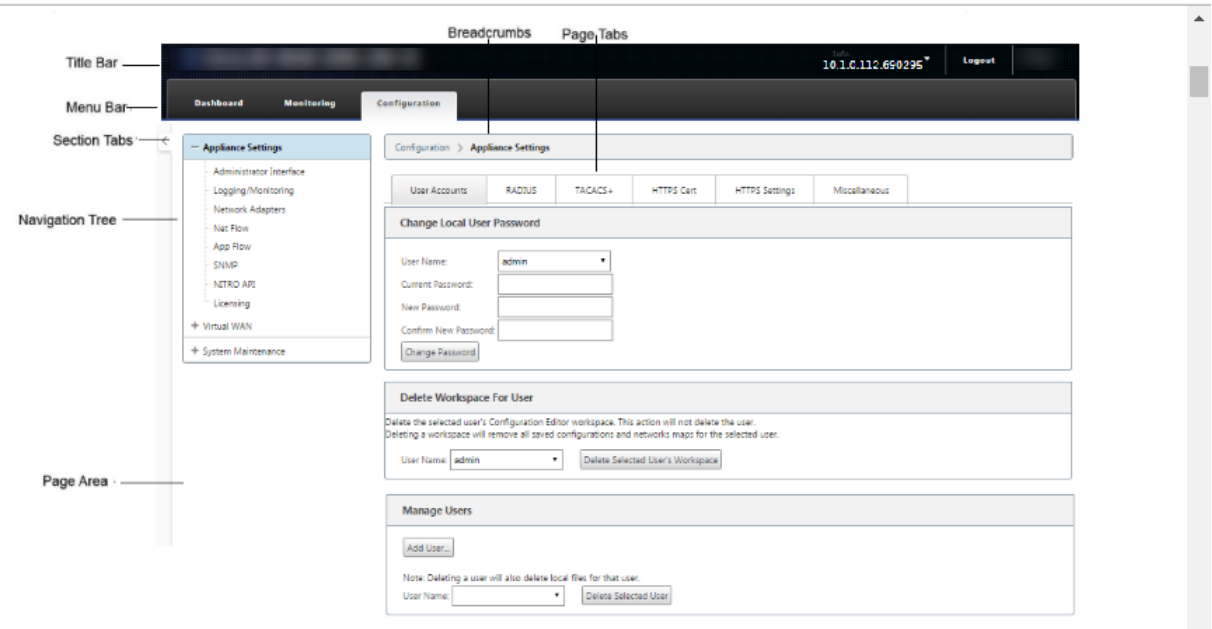 Breadcrumbs Page Tabs
Title Bar
Info
10.1.0.112.690295 Logout
Menu Bar
Dashboard Monitoring Configuration
Section Tabs
Appliance Settings
Configuration > Appliance Settings
Administrator Interface
Logging/Monitoring
Network Adapters
Net Flow
App Flow
SNMP
NITRO API
Licensing
Virtual WAN
System Maintenance
Navigation Tree
User Accounts RADIUS TACACS+ HTTPS Cert HTTPS Settings Miscellaneous
Change Local User Password
User Name: admin
Current Password:
New Password:
Confirm New Password:
Change Password
Delete Workspace For User
Delete the selected user's Configuration Editor workspace. This action will not delete the user.
Deleting a workspace will remove all saved configurations and networks maps for the selected user.
User Name: admin Delete Selected User's Workspace
Page Area
Manage Users
Add User...
Note: Deleting a user will also delete local files for that user.
User Name: Delete Selected User